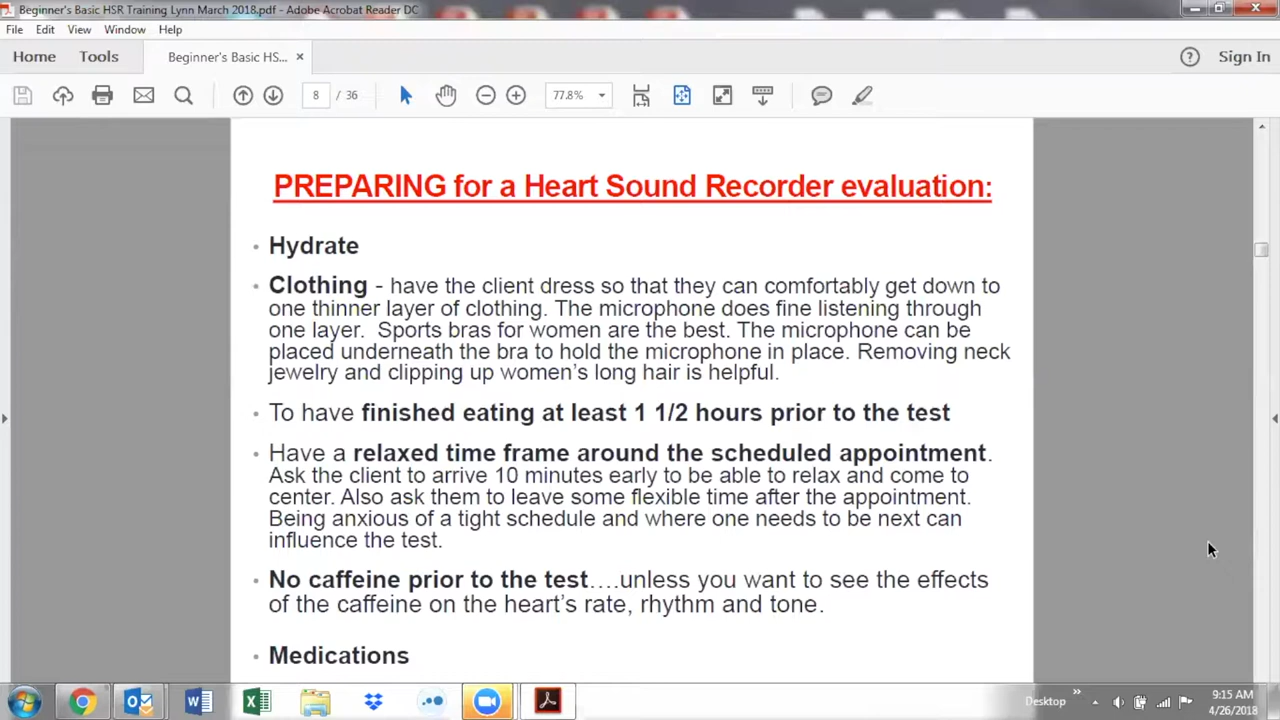 Beginner's Basic HSR Training Lynn March 2018.pdf - Adobe Acrobat Reader DC
File Edit View Window Help
Home Tools Beginner's Basic HS... × Sign In
8 / 36 77.8%
PREPARING for a Heart Sound Recorder evaluation:
• Hydrate
• Clothing - have the client dress so that they can comfortably get down to
one thinner layer of clothing. The microphone does fine listening through
one layer. Sports bras for women are the best. The microphone can be
placed underneath the bra to hold the microphone in place. Removing neck
jewelry and clipping up women's long hair is helpful.
• To have finished eating at least 1 1/2 hours prior to the test
• Have a relaxed time frame around the scheduled appointment.
Ask the client to arrive 10 minutes early to be able to relax and come to
center. Also ask them to leave some flexible time after the appointment.
Being anxious of a tight schedule and where one needs to be next can
influence the test.
• No caffeine prior to the test….unless you want to see the effects
of the caffeine on the heart's rate, rhythm and tone.
• Medications
Desktop » 9:15 AM
4/26/2018